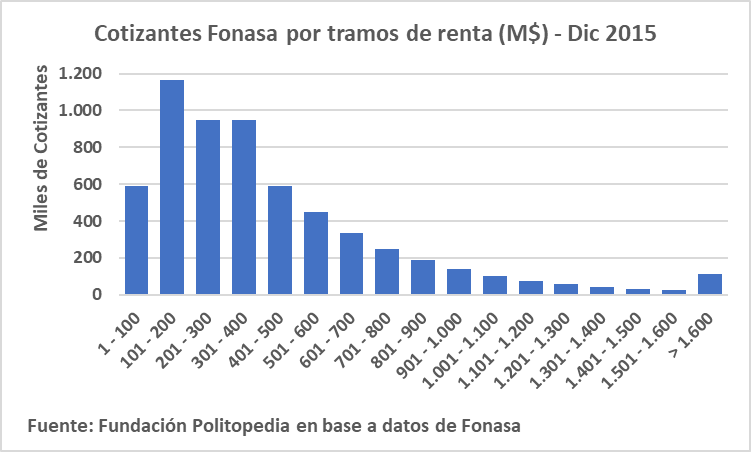 Cotizantes Fonasa por tramos de renta (M$) - Dic 2015
Miles de Cotizantes
1.200
1.000
800
600
400
200
0
1 - 100
101 - 200
201 - 300
301 - 400
401 - 500
501 - 600
601 - 700
701 - 800
801 - 900
901 - 1.000
1.001 - 1.100
1.101 - 1.200
1.201 - 1.300
1.301 - 1.400
1.401 - 1.500
1.501 - 1.600
> 1.600
Fuente: Fundación Politopedia en base a datos de Fonasa